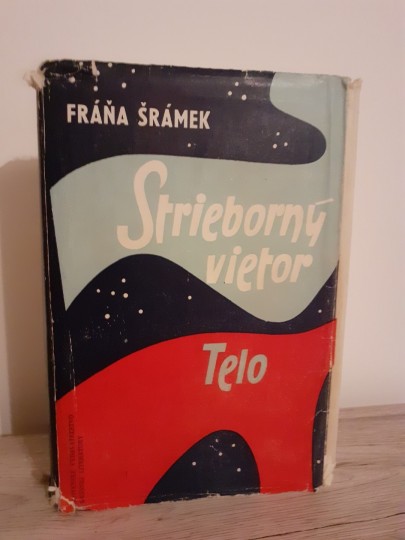 FRÁŇA ŠRÁMEK
Strieborný
vietor
Telo